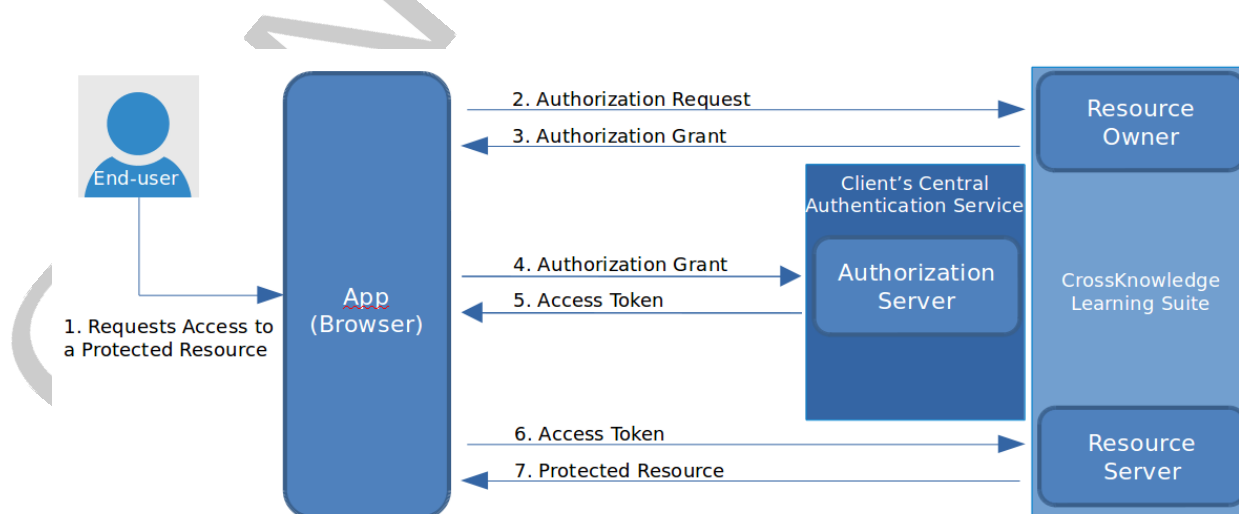 End-user
1. Requests Access to
a Protected Resource
App
(Browser)
2. Authorization Request
3. Authorization Grant
4. Authorization Grant
5. Access Token
6. Access Token
7. Protected Resource
Client’s Central
Authentication Service
Authorization
Server
Resource
Owner
CrossKnowledge
Learning Suite
Resource
Server